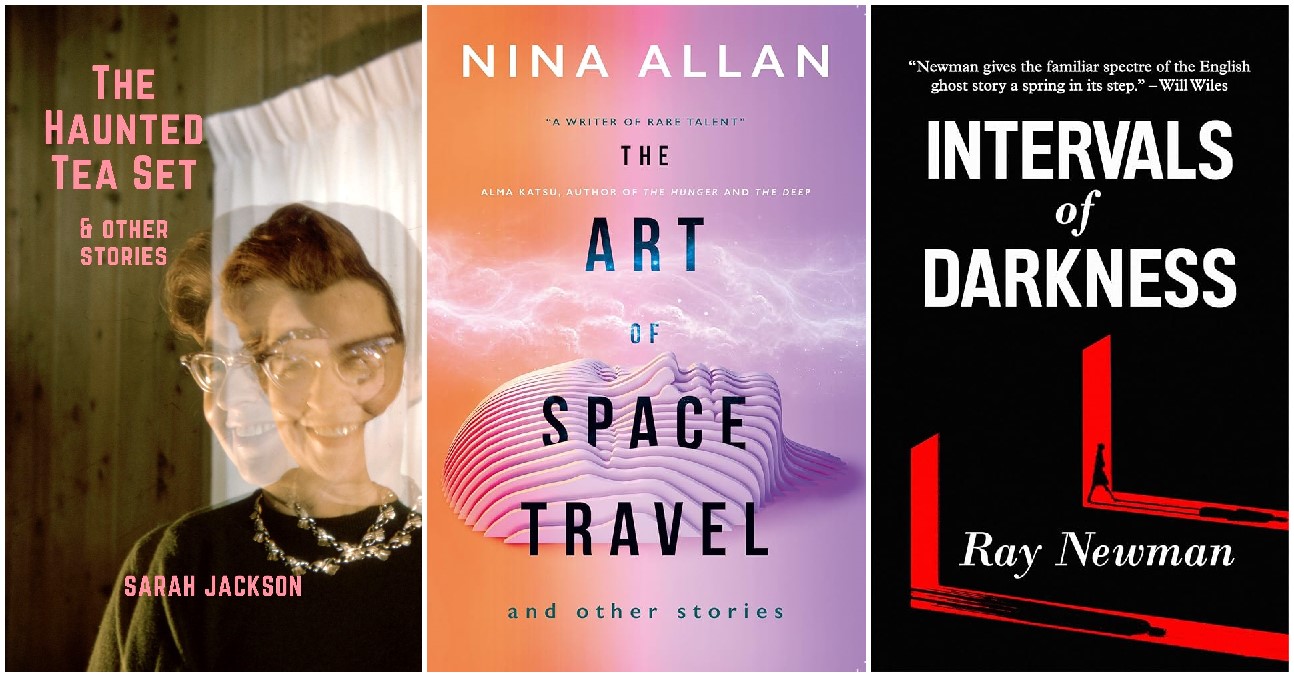 THE
HAUNTED
TEA SET
& OTHER
STORIES
SARAH JACKSON
NINA ALLAN
"A WRITER OF RARE TALENT"
THE
ALMA KATSU, AUTHOR OF THE HUNGER AND THE DEEP
ART
OF
SPACE
TRAVEL
and other stories
“Newman gives the familiar spectre of the English
ghost story a spring in its step.” – Will Wiles
INTERVALS
of
DARKNESS
Ray Newman